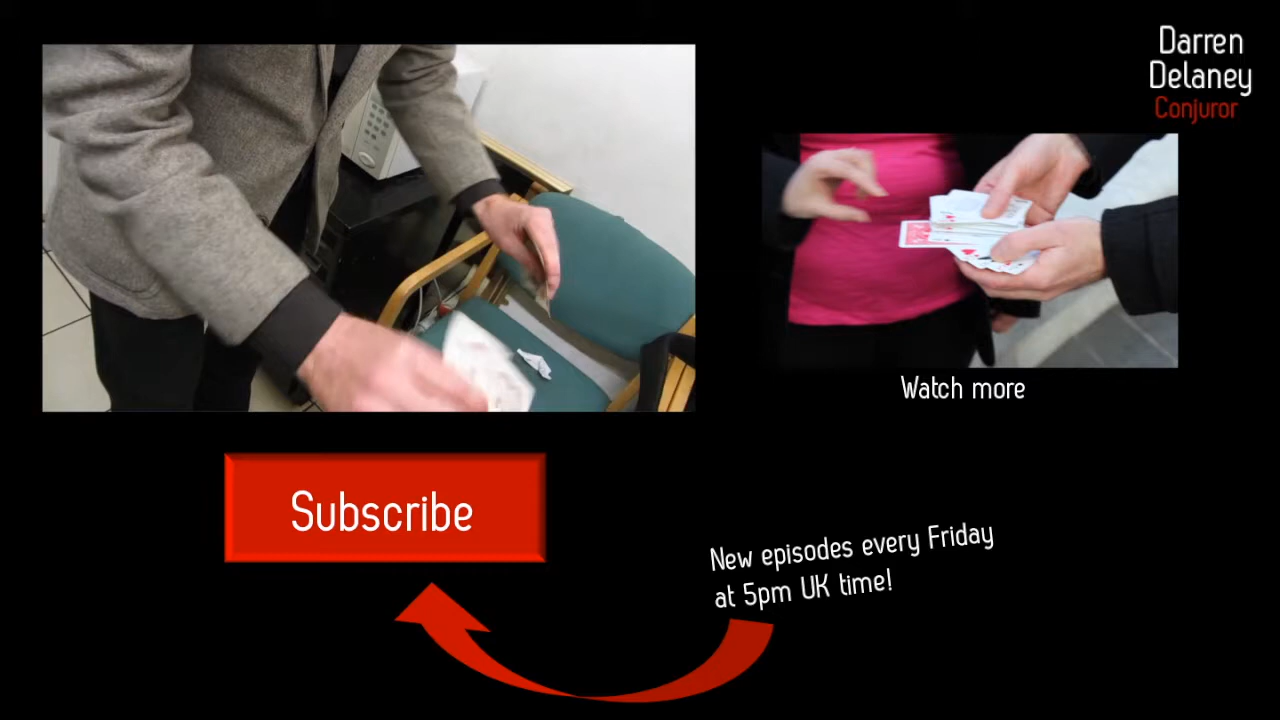 Darren
Delaney
Conjuror
Watch more
Subscribe
New episodes every Friday
at 5pm UK time!